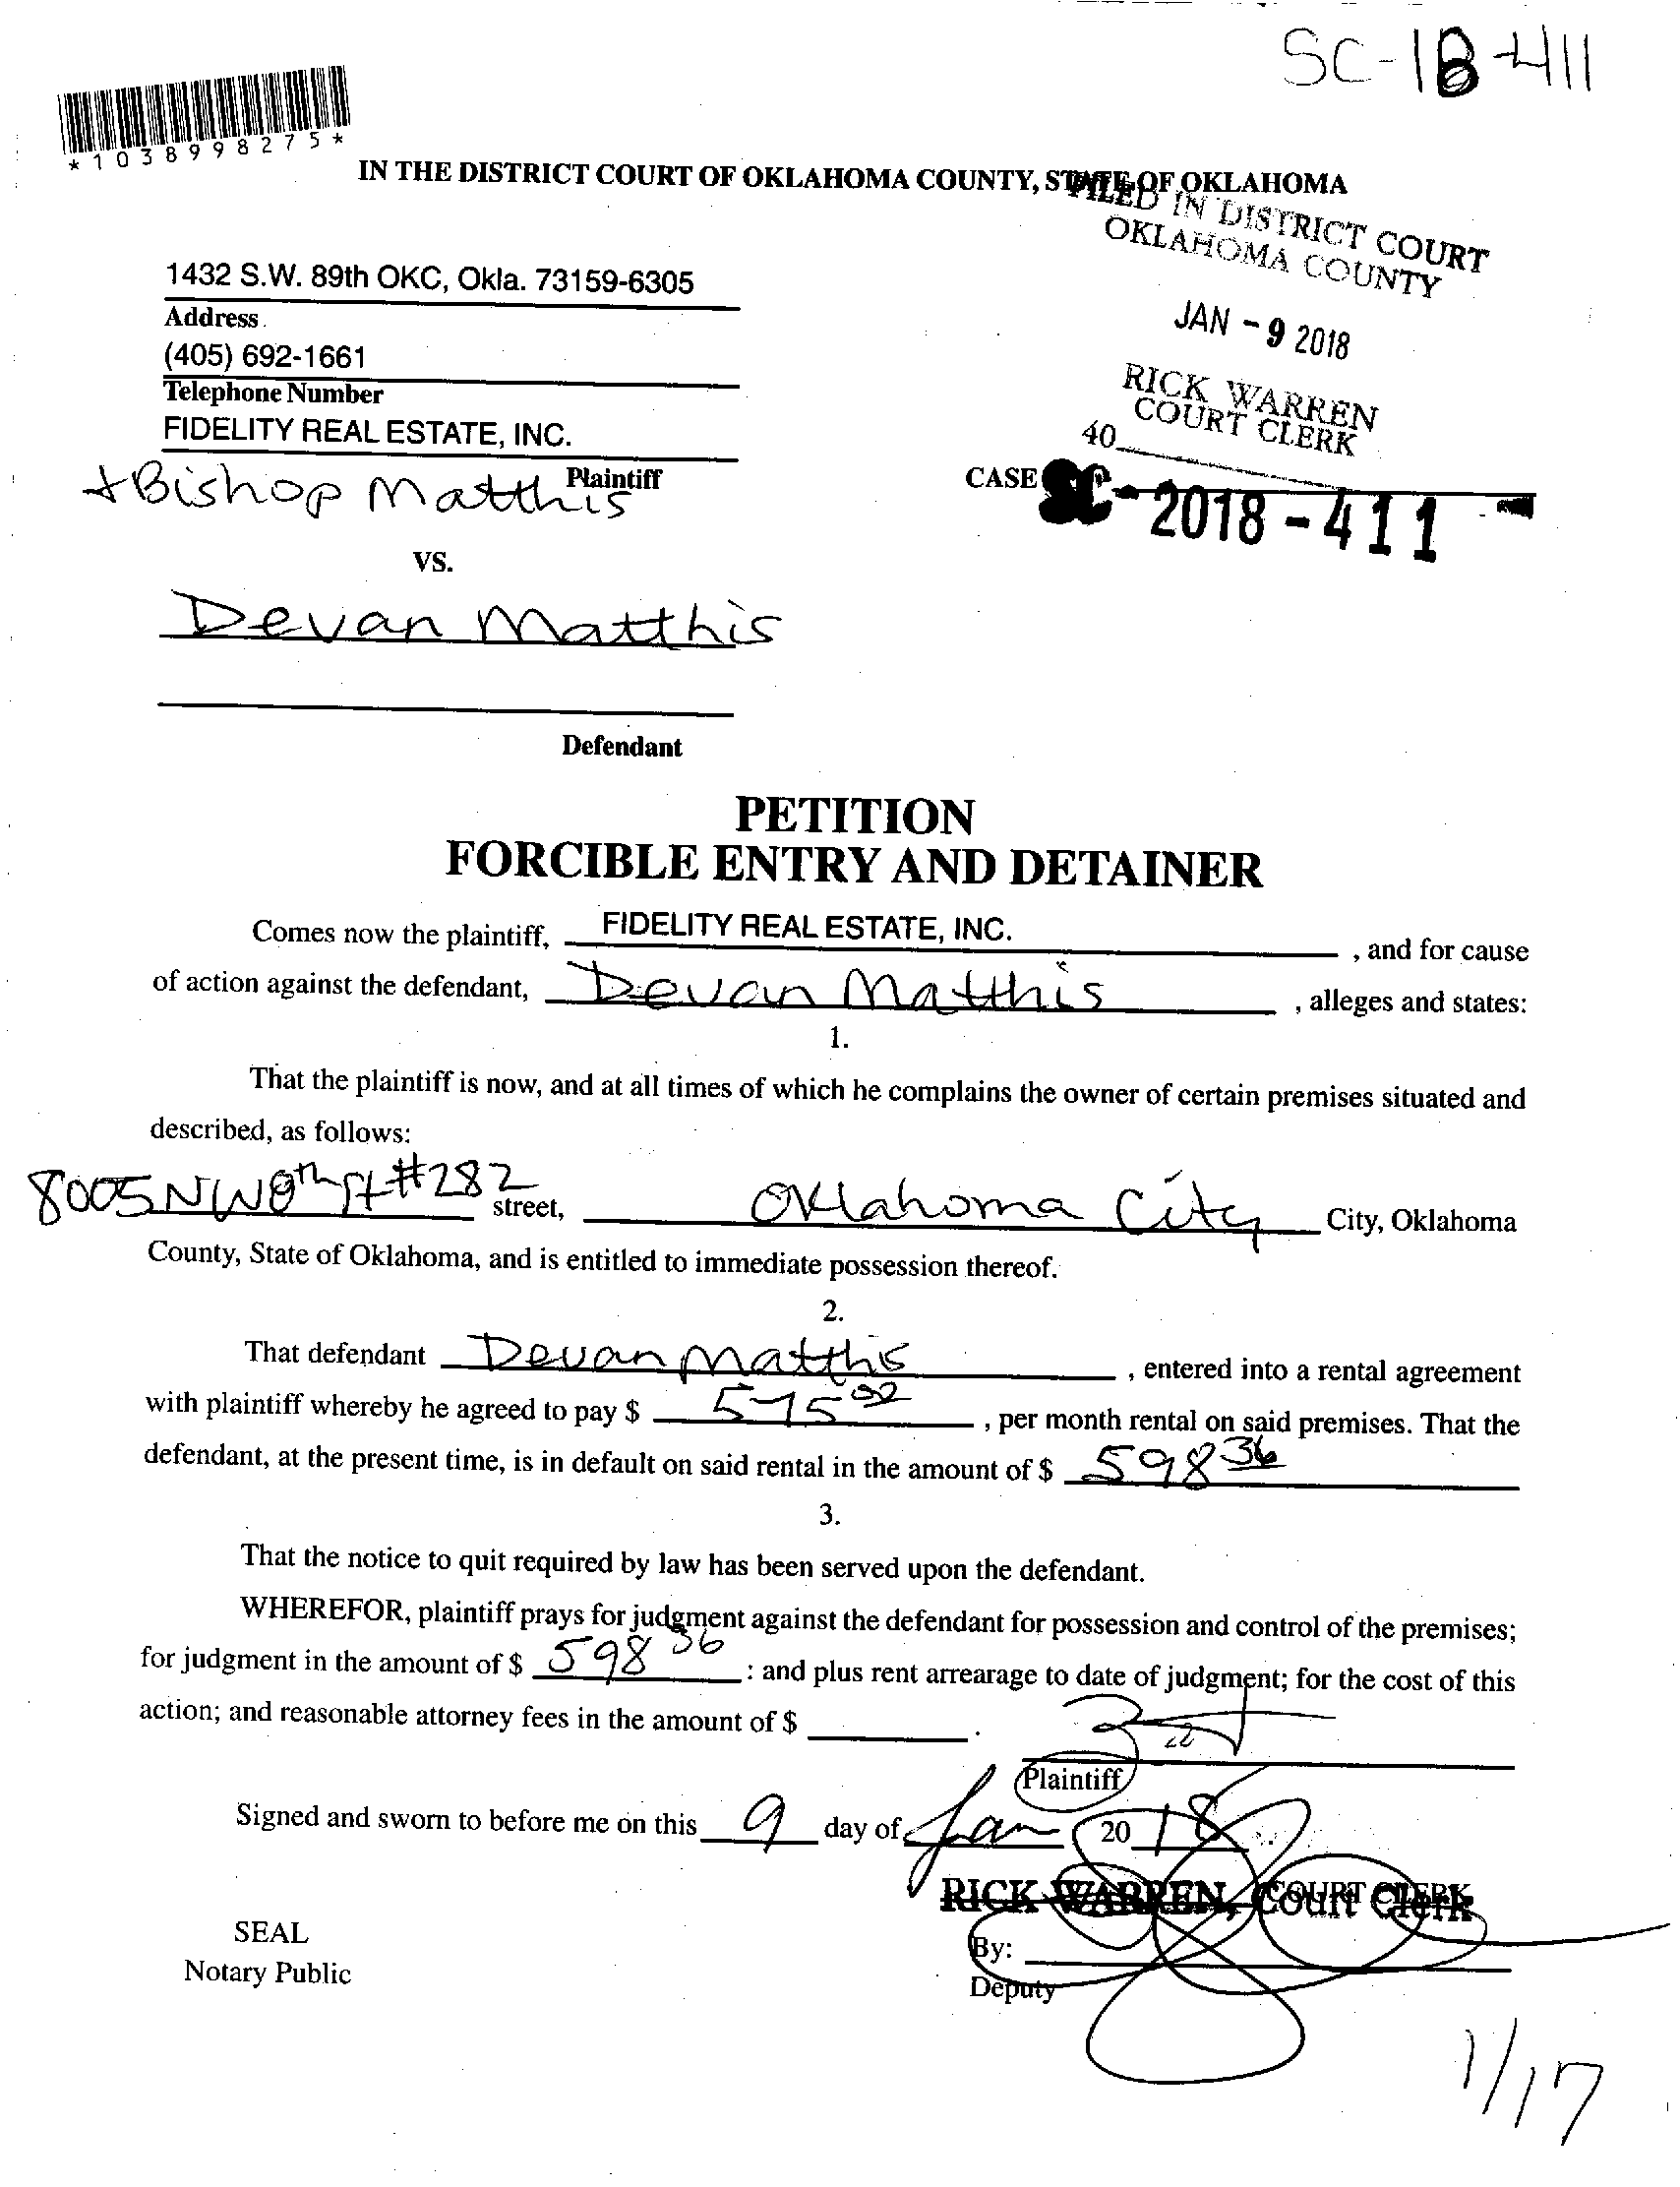 SC-18-411
*1038998275*
IN THE DISTRICT COURT OF OKLAHOMA COUNTY, STATE OF OKLAHOMA
FILED IN DISTRICT COURT
OKLAHOMA COUNTY
1432 S.W. 89th OKC, Okla. 73159-6305
Address
JAN - 9 2018
(405) 692-1661
Telephone Number
RICK WARREN
COURT CLERK
40
FIDELITY REAL ESTATE, INC.
Plaintiff
+ Bishop Matthis
CASE SC - 2018 - 411
VS.
Devan Matthis
Defendant
PETITION
FORCIBLE ENTRY AND DETAINER
Comes now the plaintiff, FIDELITY REAL ESTATE, INC. , and for cause
of action against the defendant, Devan Matthis , alleges and states:
1.
That the plaintiff is now, and at all times of which he complains the owner of certain premises situated and
described, as follows:
8005 NW 8th St #282 street, Oklahoma City City, Oklahoma
County, State of Oklahoma, and is entitled to immediate possession thereof.
2.
That defendant Devan Matthis , entered into a rental agreement
with plaintiff whereby he agreed to pay $ 575 00 , per month rental on said premises. That the
defendant, at the present time, is in default on said rental in the amount of $ 598 36
3.
That the notice to quit required by law has been served upon the defendant.
WHEREFOR, plaintiff prays for judgment against the defendant for possession and control of the premises;
for judgment in the amount of $ 598 36 : and plus rent arrearage to date of judgment; for the cost of this
action; and reasonable attorney fees in the amount of $ .
Plaintiff
Signed and sworn to before me on this 9 day of Jan 20 18
RICK WARREN, Court Clerk
COURT CLERK
SEAL
By:
Notary Public
Deputy
1/17